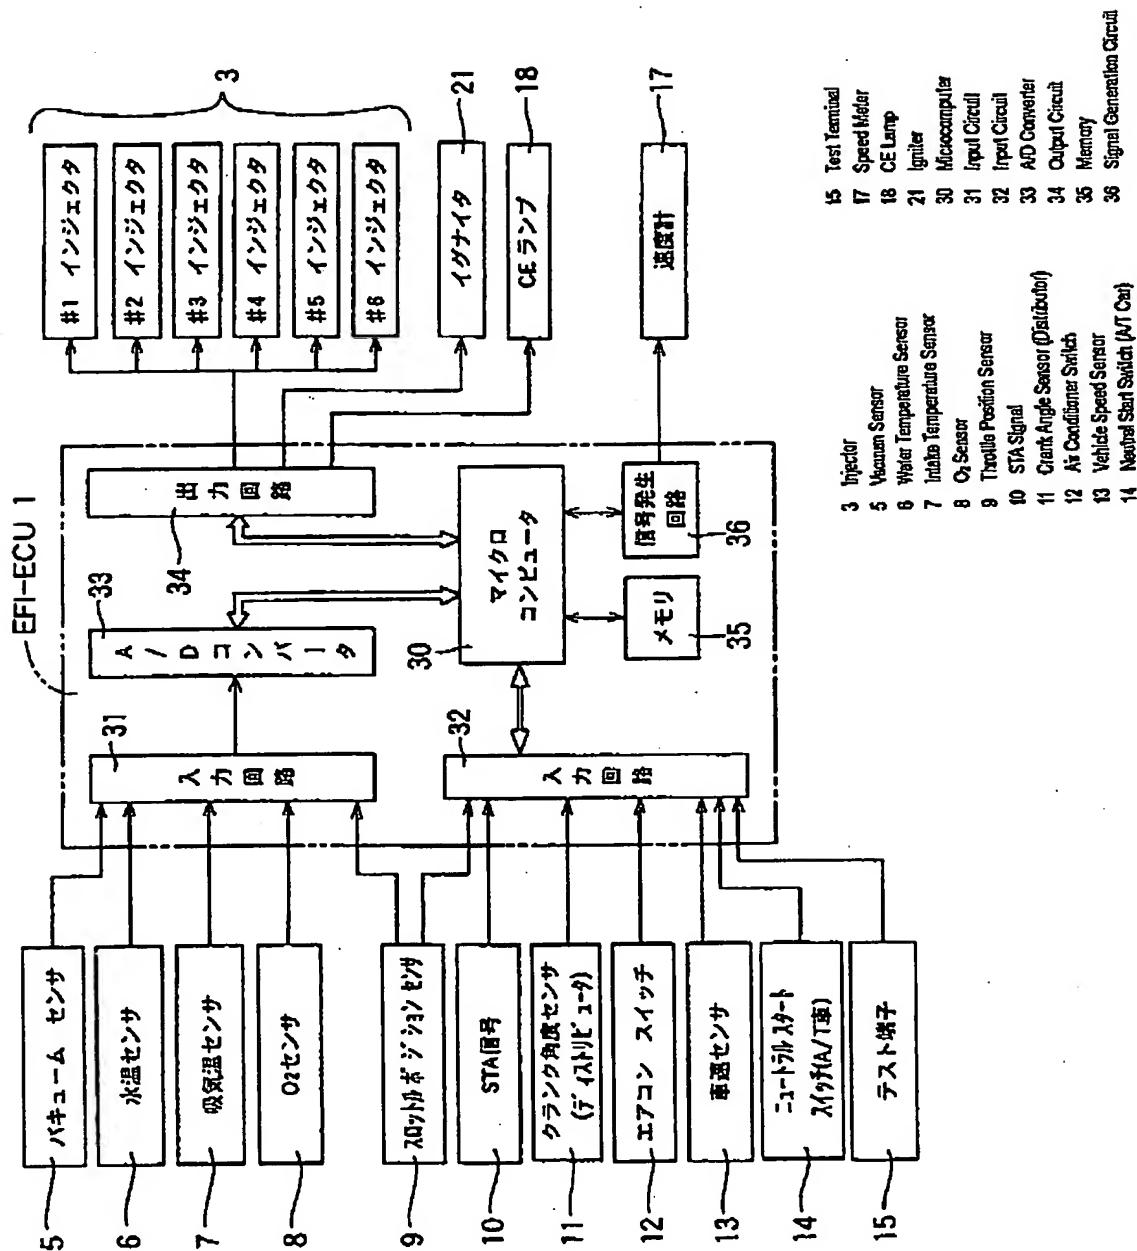 EFI-ECU 1
5
バキューム センサ
6
水温センサ
7
吸気温センサ
8
O2センサ
9
スロットルポジションセンサ
10
STA信号
11
クランク角度センサ
(ディストリビュータ)
12
エアコン スイッチ
13
車速センサ
14
ニュートラルスタート
スイッチ(A/T車)
15
テスト端子
31
入力回路
32
入力回路
33
A/Dコンバータ
34
出力回路
30
マイクロ
コンピュータ
35
メモリ
36
信号発生
回路
#1 インジェクタ
#2 インジェクタ
#3 インジェクタ
#4 インジェクタ
#5 インジェクタ
#6 インジェクタ
3
イグナイタ
21
CEランプ
18
速度計
17
3 Injector
5 Vacuum Sensor
6 Water Temperature Sensor
7 Intake Temperature Sensor
8 O2 Sensor
9 Throttle Position Sensor
10 STA Signal
11 Crank Angle Sensor (Distributor)
12 Air Conditioner Switch
13 Vehicle Speed Sensor
14 Neutral Start Switch (A/T Car)
15 Test Terminal
17 Speed Meter
18 CE Lamp
21 Igniter
30 Microcomputer
31 Input Circuit
32 Input Circuit
33 A/D Converter
34 Output Circuit
35 Memory
36 Signal Generation Circuit